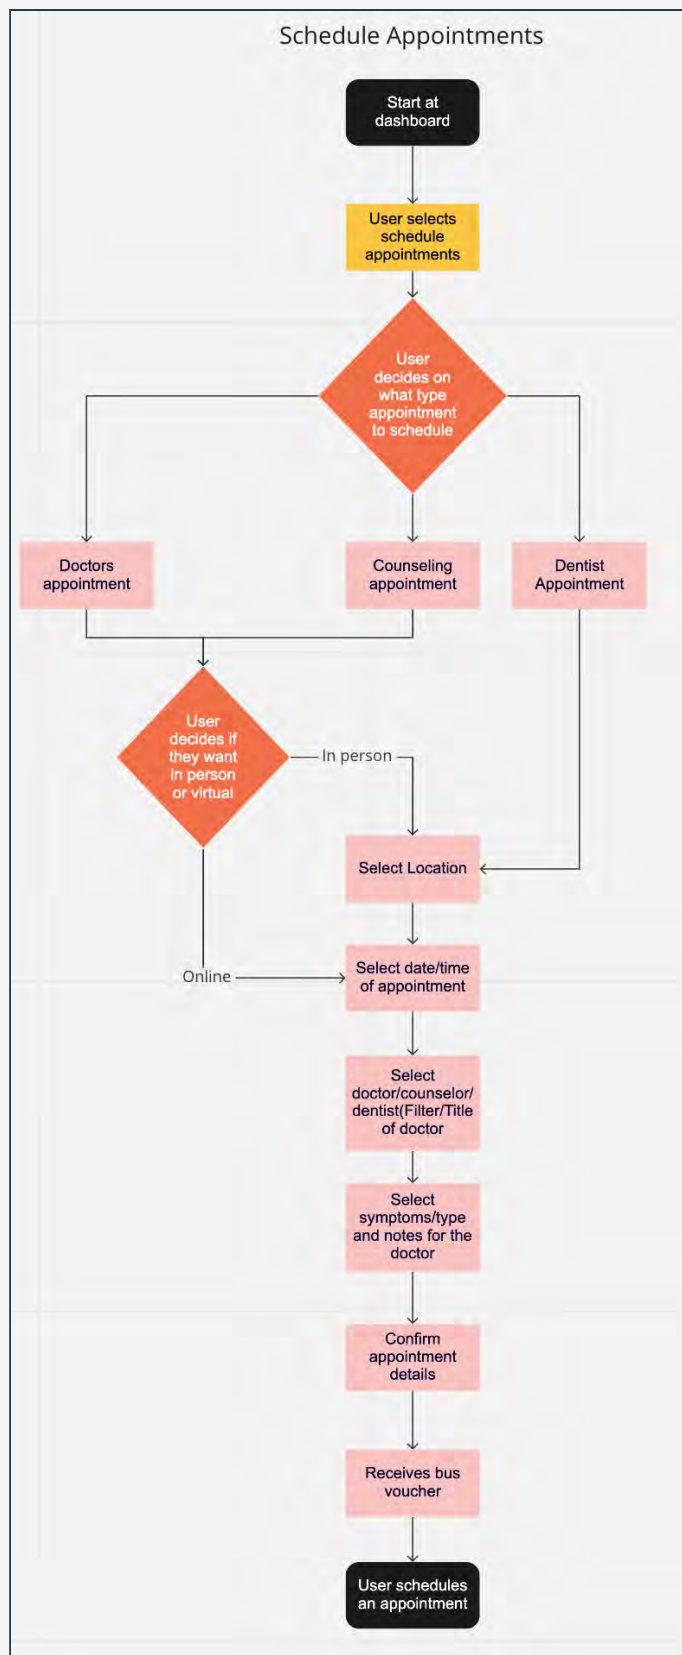 Schedule Appointments
Start at
dashboard
User selects
schedule
appointments
User
decides on
what type
appointment
to schedule
Doctors
appointment
Counseling
appointment
Dentist
Appointment
User
decides if
they want
in person
or virtual
In person
Select Location
Online
Select date/time
of appointment
Select
doctor/counselor/
dentist(Filter/Title
of doctor
Select
symptoms/type
and notes for the
doctor
Confirm
appointment
details
Receives bus
voucher
User schedules
an appointment